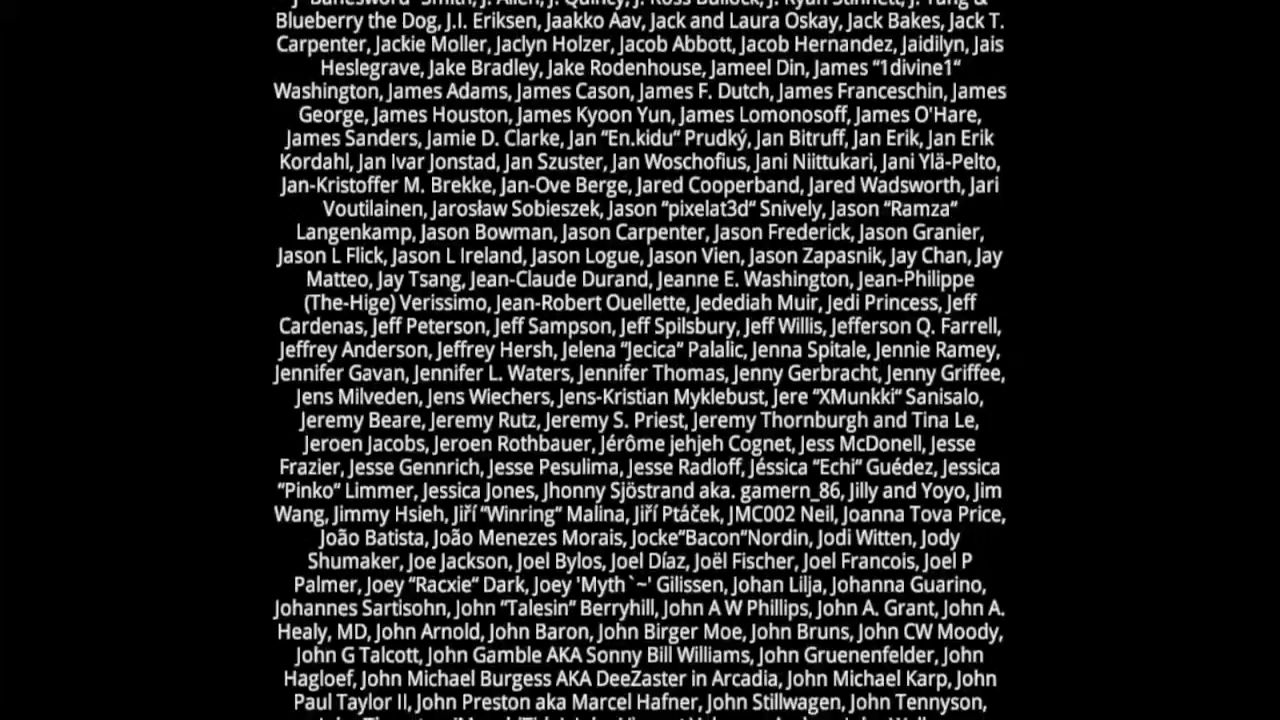 Blueberry the Dog, J.I. Eriksen, Jaakko Aav, Jack and Laura Oskay, Jack Bakes, Jack T.
Carpenter, Jackie Moller, Jaclyn Holzer, Jacob Abbott, Jacob Hernandez, Jaidilyn, Jais
Heslegrave, Jake Bradley, Jake Rodenhouse, Jameel Din, James “1divine1“
Washington, James Adams, James Cason, James F. Dutch, James Franceschin, James
George, James Houston, James Kyoon Yun, James Lomonosoff, James O'Hare,
James Sanders, Jamie D. Clarke, Jan “En.kidu“ Prudký, Jan Bitruff, Jan Erik, Jan Erik
Kordahl, Jan Ivar Jonstad, Jan Szuster, Jan Woschofius, Jani Niittukari, Jani Ylä-Pelto,
Jan-Kristoffer M. Brekke, Jan-Ove Berge, Jared Cooperband, Jared Wadsworth, Jari
Voutilainen, Jarosław Sobieszek, Jason “pixelat3d“ Snively, Jason “Ramza“
Langenkamp, Jason Bowman, Jason Carpenter, Jason Frederick, Jason Granier,
Jason L Flick, Jason L Ireland, Jason Logue, Jason Vien, Jason Zapasnik, Jay Chan, Jay
Matteo, Jay Tsang, Jean-Claude Durand, Jeanne E. Washington, Jean-Philippe
(The-Hige) Verissimo, Jean-Robert Ouellette, Jedediah Muir, Jedi Princess, Jeff
Cardenas, Jeff Peterson, Jeff Sampson, Jeff Spilsbury, Jeff Willis, Jefferson Q. Farrell,
Jeffrey Anderson, Jeffrey Hersh, Jelena “Jecica“ Palalic, Jenna Spitale, Jennie Ramey,
Jennifer Gavan, Jennifer L. Waters, Jennifer Thomas, Jenny Gerbracht, Jenny Griffee,
Jens Milveden, Jens Wiechers, Jens-Kristian Myklebust, Jere “XMunkki“ Sanisalo,
Jeremy Beare, Jeremy Rutz, Jeremy S. Priest, Jeremy Thornburgh and Tina Le,
Jeroen Jacobs, Jeroen Rothbauer, Jérôme jehjeh Cognet, Jess McDonell, Jesse
Frazier, Jesse Gennrich, Jesse Pesulima, Jesse Radloff, Jéssica “Echi“ Guédez, Jessica
“Pinko“ Limmer, Jessica Jones, Jhonny Sjöstrand aka. gamern_86, Jilly and Yoyo, Jim
Wang, Jimmy Hsieh, Jiří “Winring“ Malina, Jiří Ptáček, JMC002 Neil, Joanna Tova Price,
João Batista, João Menezes Morais, Jocke“Bacon“Nordin, Jodi Witten, Jody
Shumaker, Joe Jackson, Joel Bylos, Joel Díaz, Joël Fischer, Joel Francois, Joel P
Palmer, Joey “Racxie“ Dark, Joey 'Myth `~' Gilissen, Johan Lilja, Johanna Guarino,
Johannes Sartisohn, John “Talesin“ Berryhill, John A W Phillips, John A. Grant, John A.
Healy, MD, John Arnold, John Baron, John Birger Moe, John Bruns, John CW Moody,
John G Talcott, John Gamble AKA Sonny Bill Williams, John Gruenenfelder, John
Hagloef, John Michael Burgess AKA DeeZaster in Arcadia, John Michael Karp, John
Paul Taylor II, John Preston aka Marcel Hafner, John Stillwagen, John Tennyson,